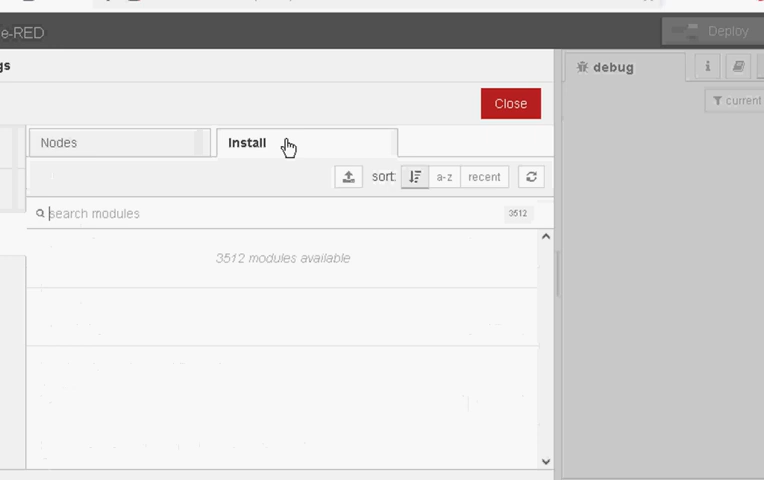 e-RED
Deploy
gs
debug
i
Close
current
Nodes
Install
sort:
a-z
recent
search modules
3512
3512 modules available